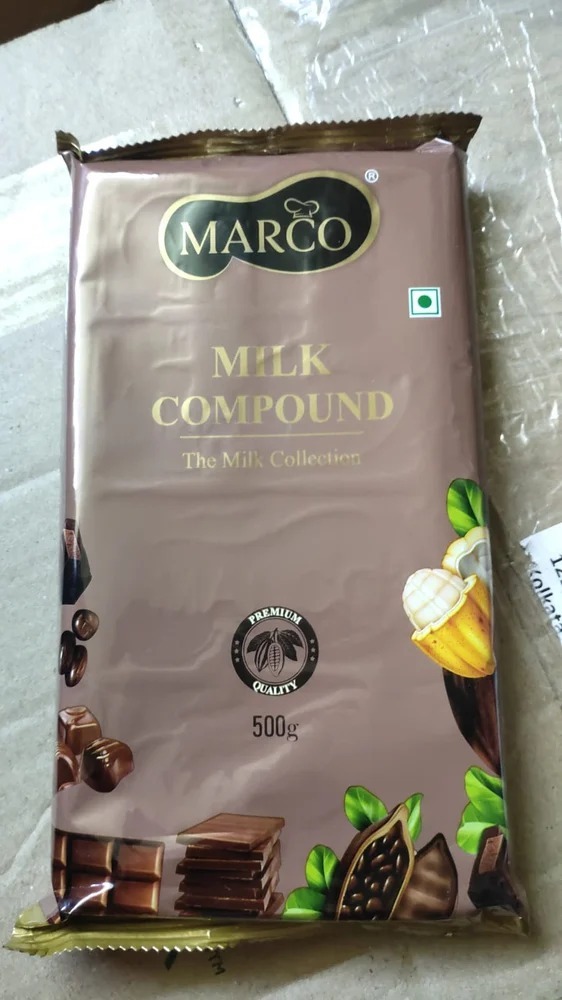 MARCO
®
MILK
COMPOUND
The Milk Collection
PREMIUM
QUALITY
500g